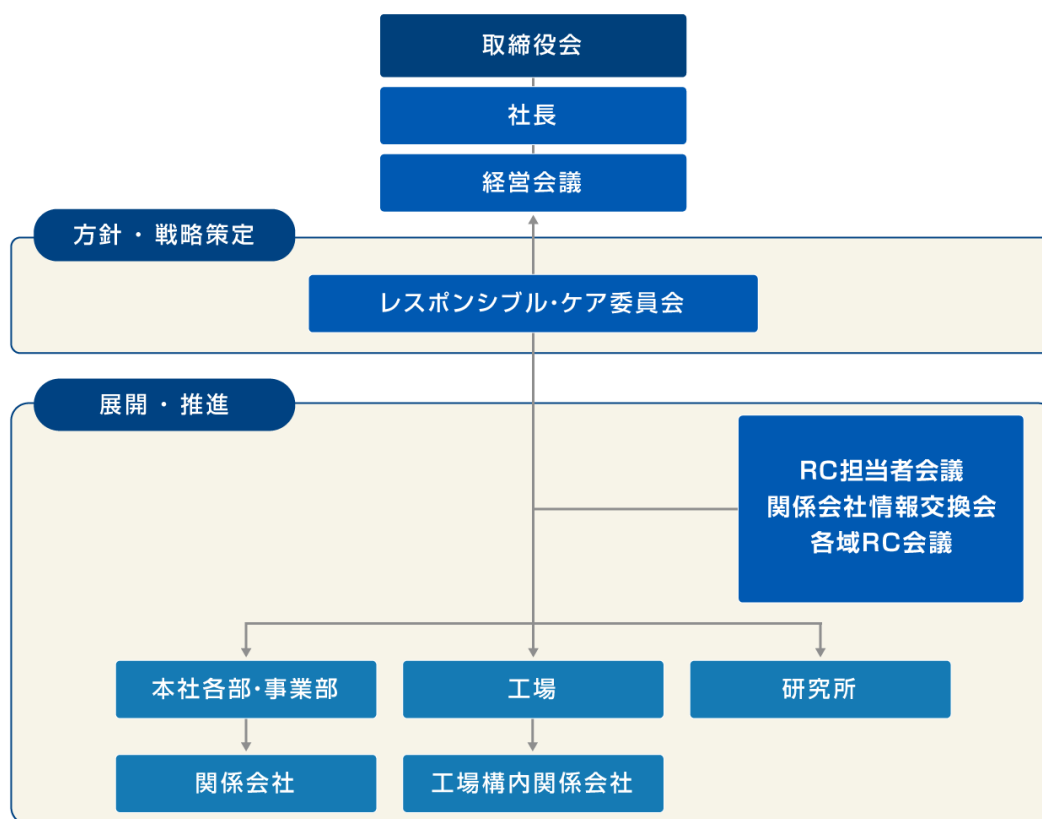 取締役会
社長
経営会議
方針・戦略策定
レスポンシブル・ケア委員会
展開・推進
RC担当者会議
関係会社情報交換会
各域RC会議
本社各部・事業部
工場
研究所
関係会社
工場構内関係会社